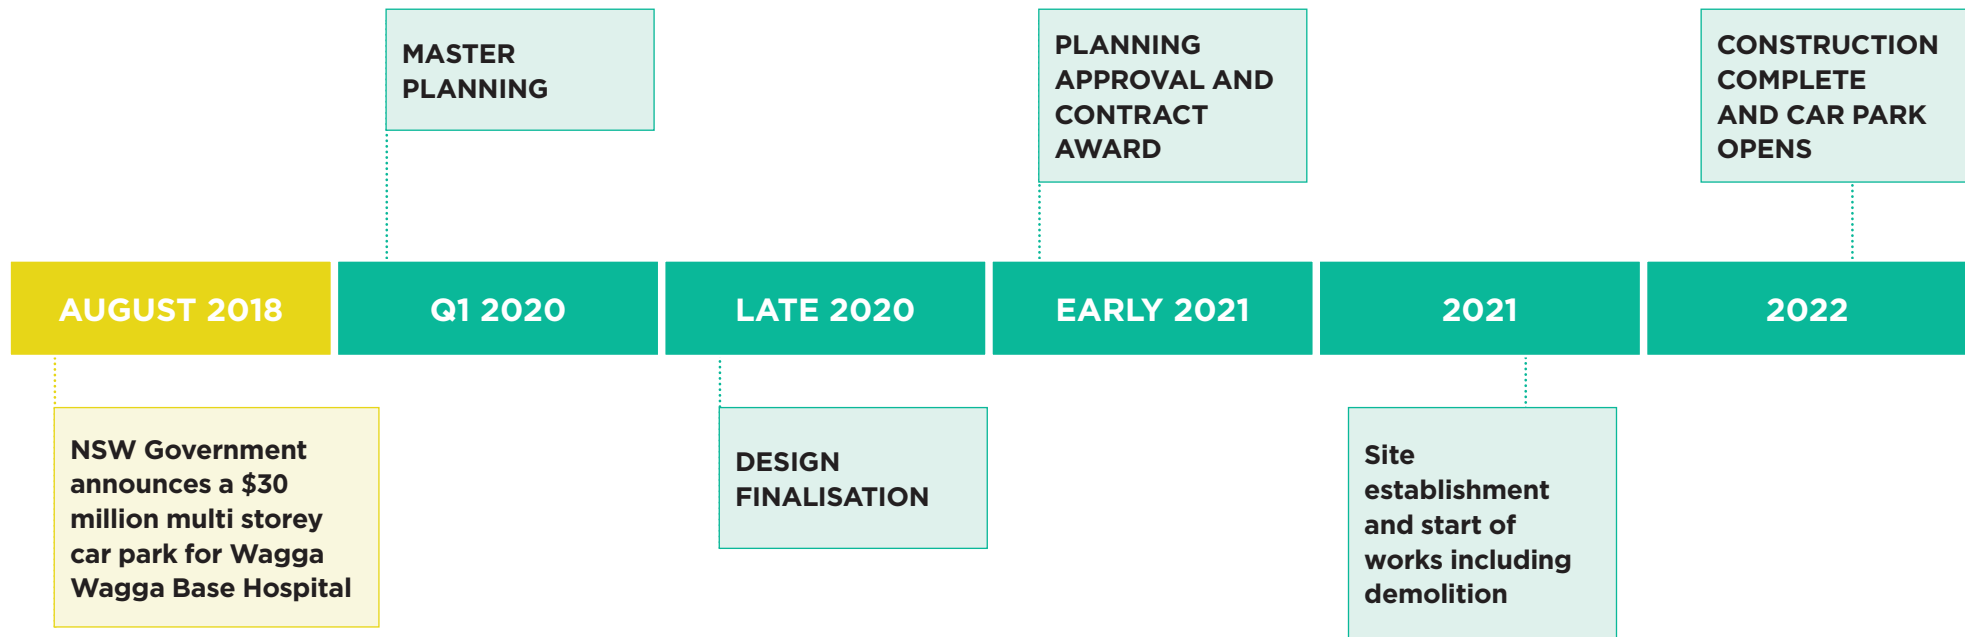 MASTER
PLANNING
PLANNING
APPROVAL AND
CONTRACT
AWARD
CONSTRUCTION
COMPLETE
AND CAR PARK
OPENS
AUGUST 2018
Q1 2020
LATE 2020
EARLY 2021
2021
2022
NSW Government
announces a $30
million multi storey
car park for Wagga
Wagga Base Hospital
DESIGN
FINALISATION
Site
establishment
and start of
works including
demolition